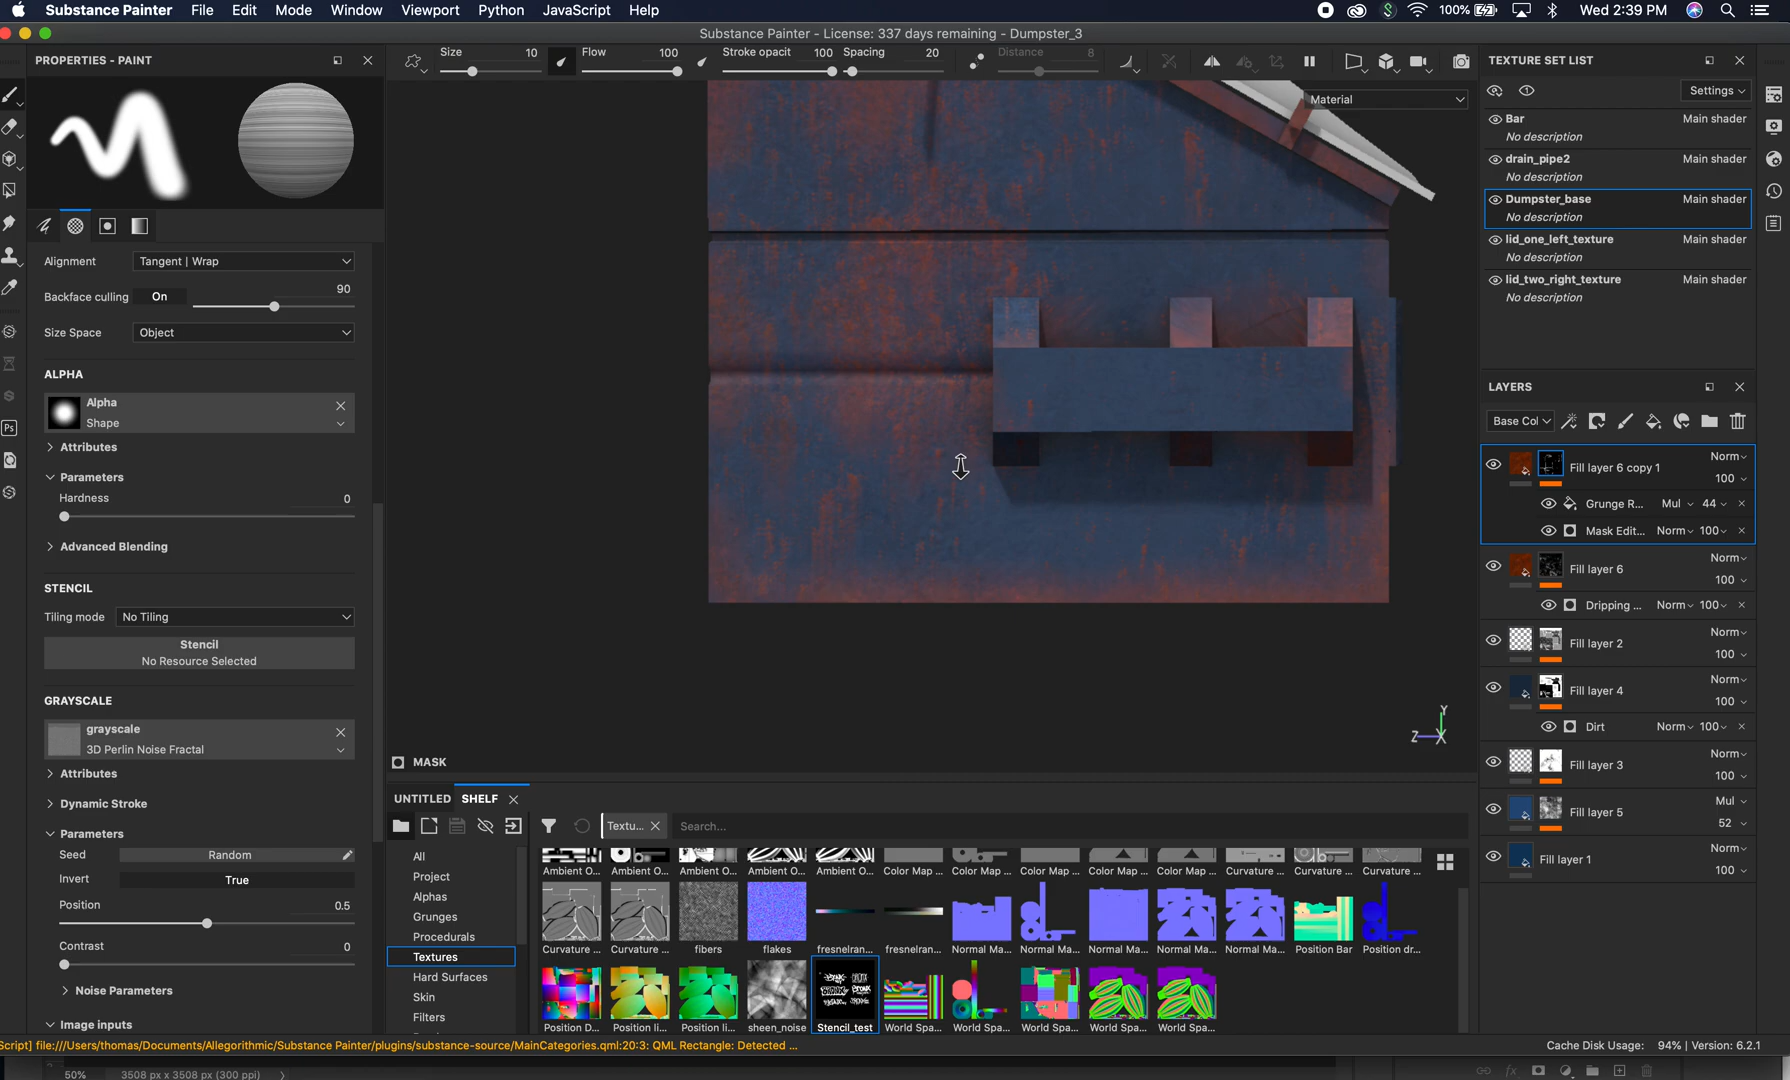 Substance Painter File Edit Mode Window Viewport Python JavaScript Help
100% Wed 2:39 PM
Substance Painter - License: 337 days remaining - Dumpster_3
PROPERTIES - PAINT
Size 10 Flow 100 Stroke opacit 100 Spacing 20 Distance 8
Material
Alignment Tangent | Wrap
Backface culling On 90
Size Space Object
ALPHA
Alpha
Shape
Attributes
Parameters
Hardness 0
Advanced Blending
STENCIL
Tiling mode No Tiling
Stencil
No Resource Selected
GRAYSCALE
grayscale
3D Perlin Noise Fractal
Attributes
Dynamic Stroke
Parameters
Seed Random
Invert True
Position 0.5
Contrast 0
Noise Parameters
Image inputs
Ps
Y
Z X
MASK
UNTITLED SHELF
Textu... Search...
All
Project
Alphas
Grunges
Procedurals
Textures
Hard Surfaces
Skin
Filters
Ambient O... Ambient O... Ambient O... Ambient O... Ambient O... Color Map ... Color Map ... Color Map ... Color Map ... Color Map ... Curvature ... Curvature ... Curvature ...
Curvature ... Curvature ... fibers flakes fresnelran... fresnelran... Normal Ma... Normal Ma... Normal Ma... Normal Ma... Normal Ma... Position Bar Position dr...
Position D... Position li... Position li... sheen_noise Stencil_test World Spa... World Spa... World Spa... World Spa... World Spa...
TEXTURE SET LIST
Settings
Bar Main shader
No description
drain_pipe2 Main shader
No description
Dumpster_base Main shader
No description
lid_one_left_texture Main shader
No description
lid_two_right_texture Main shader
No description
LAYERS
Base Col
Fill layer 6 copy 1 Norm 100
Grunge R... Mul 44
Mask Edit... Norm 100
Fill layer 6 Norm 100
Dripping ... Norm 100
Fill layer 2 Norm 100
Fill layer 4 Norm 100
Dirt Norm 100
Fill layer 3 Norm 100
Fill layer 5 Mul 52
Fill layer 1 Norm 100
Script] file:///Users/thomas/Documents/Allegorithmic/Substance Painter/plugins/substance-source/MainCategories.qml:20:3: QML Rectangle: Detected ...
Cache Disk Usage: 94% | Version: 6.2.1
50% 3508 px x 3508 px (300 ppi)